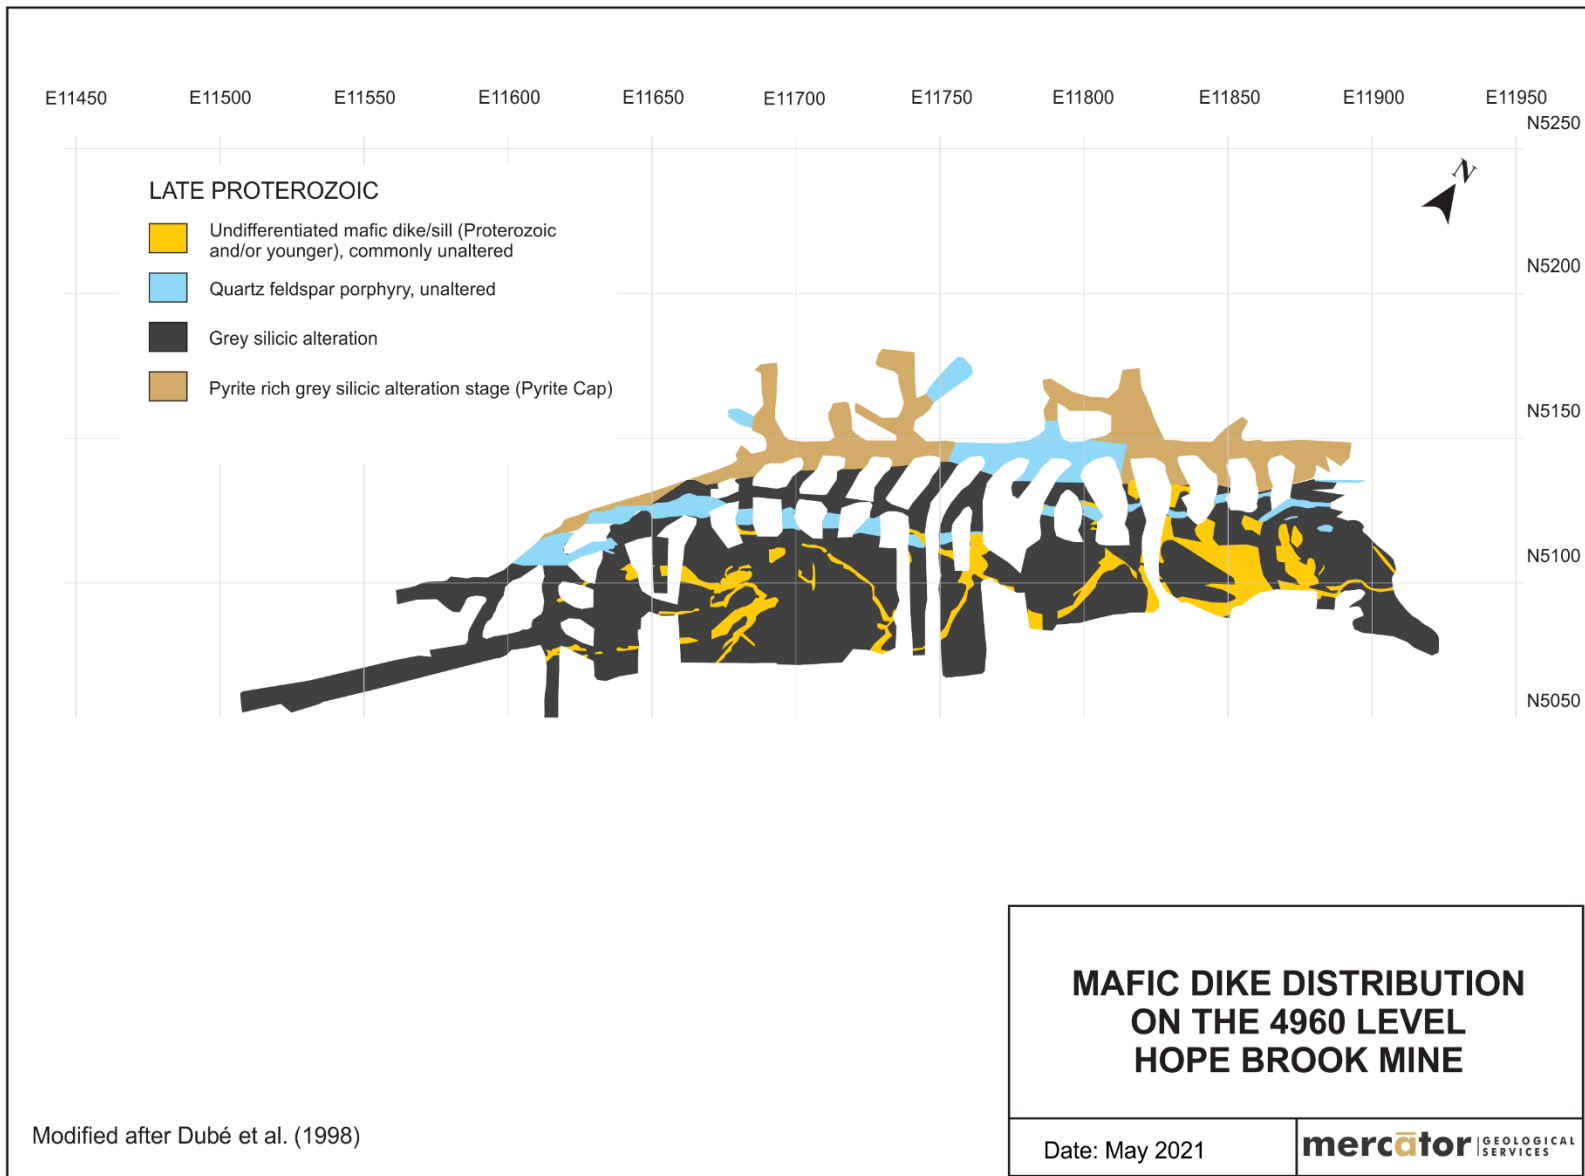 E11450 E11500 E11550 E11600 E11650 E11700 E11750 E11800 E11850 E11900 E11950
N5250
N
LATE PROTEROZOIC
Undifferentiated mafic dike/sill (Proterozoic
and/or younger), commonly unaltered
N5200
Quartz feldspar porphyry, unaltered
Grey silicic alteration
Pyrite rich grey silicic alteration stage (Pyrite Cap)
N5150
N5100
N5050
MAFIC DIKE DISTRIBUTION
ON THE 4960 LEVEL
HOPE BROOK MINE
Modified after Dubé et al. (1998)
Date: May 2021
mercātor GEOLOGICAL
SERVICES